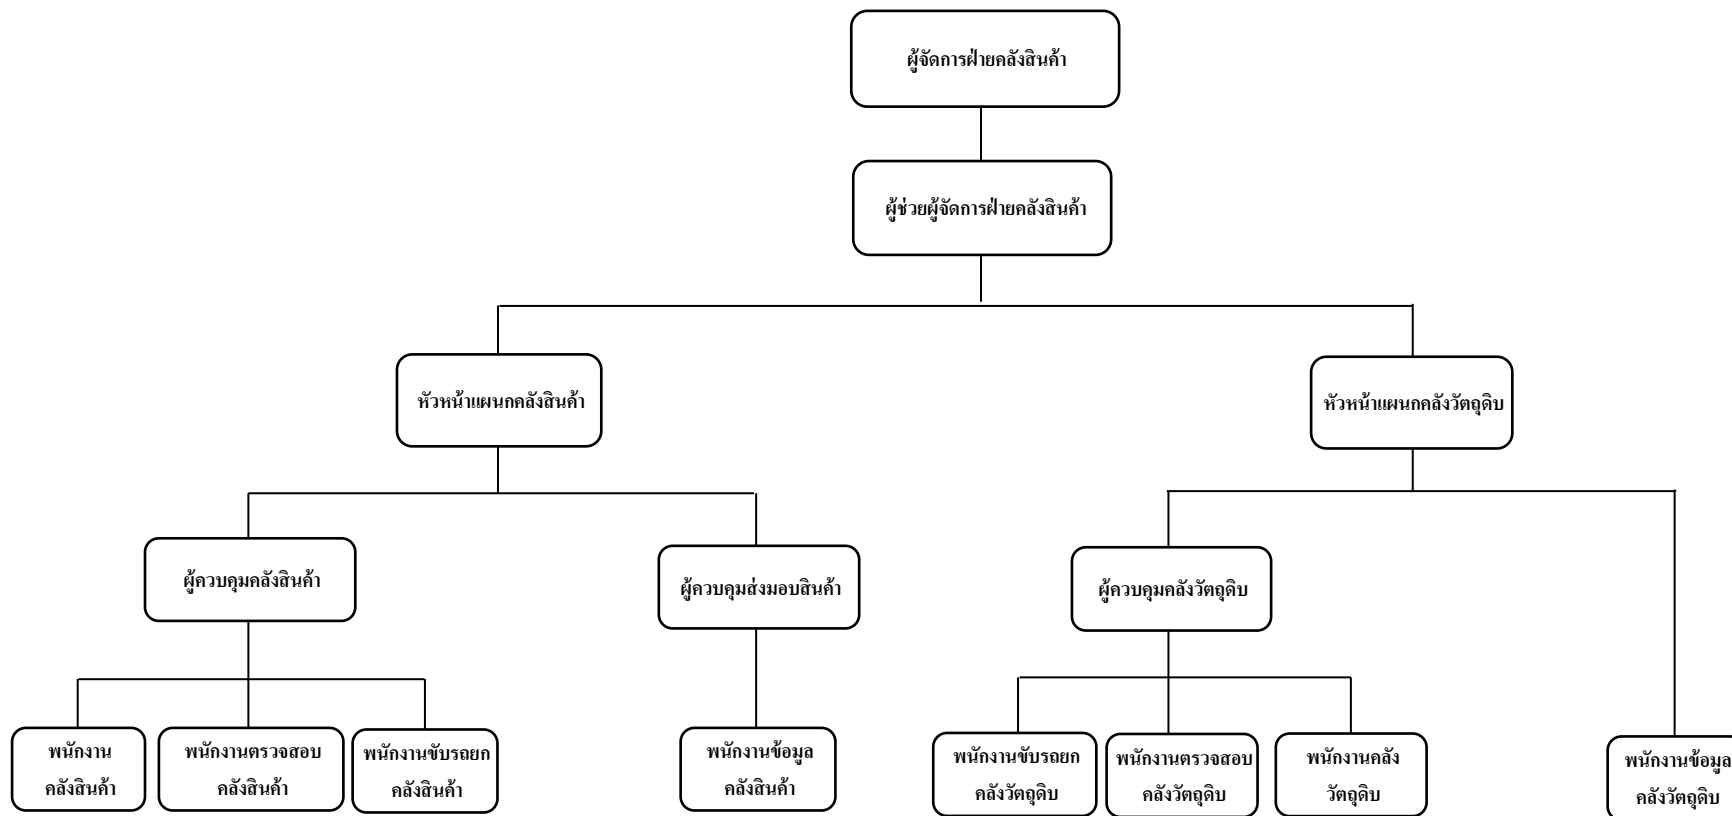 ผู้จัดการฝ่ายคลังสินค้า
ผู้ช่วยผู้จัดการฝ่ายคลังสินค้า
หัวหน้าแผนกคลังสินค้า
หัวหน้าแผนกคลังวัตถุดิบ
ผู้ควบคุมคลังสินค้า
ผู้ควบคุมส่งมอบสินค้า
ผู้ควบคุมคลังวัตถุดิบ
พนักงาน
คลังสินค้า
พนักงานตรวจสอบ
คลังสินค้า
พนักงานขับรถยก
คลังสินค้า
พนักงานข้อมูล
คลังสินค้า
พนักงานขับรถยก
คลังวัตถุดิบ
พนักงานตรวจสอบ
คลังวัตถุดิบ
พนักงานคลัง
วัตถุดิบ
พนักงานข้อมูล
คลังวัตถุดิบ